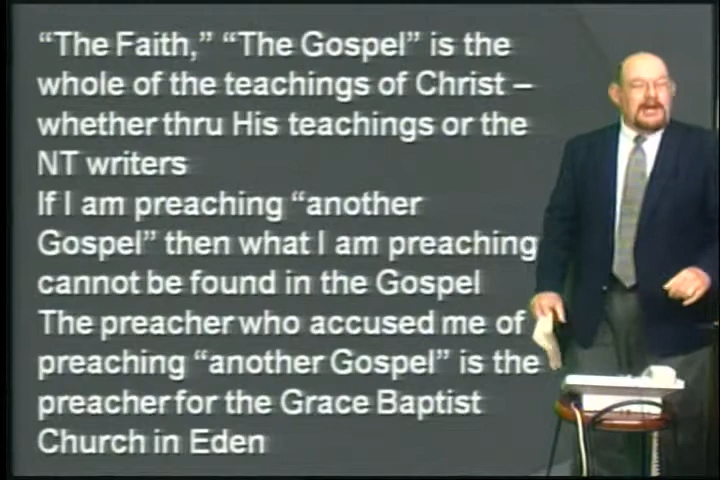 “The Faith,” “The Gospel” is the
whole of the teachings of Christ –
whether thru His teachings or the
NT writers
If I am preaching “another
Gospel” then what I am preaching
cannot be found in the Gospel
The preacher who accused me of
preaching “another Gospel” is the
preacher for the Grace Baptist
Church in Eden